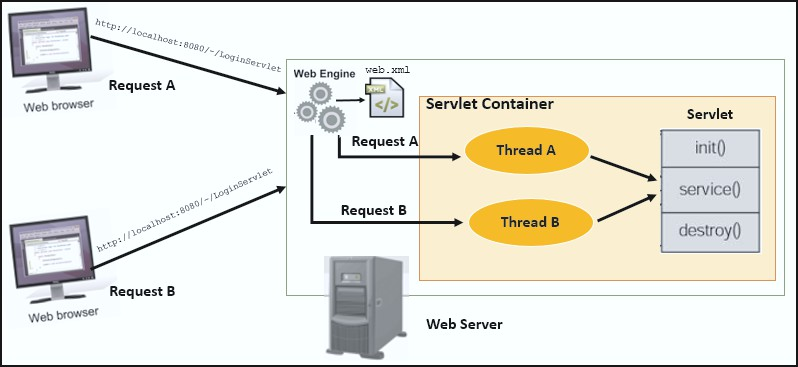 http://localhost:8080/~/LoginServlet
Web browser
Request A
Web Engine
web.xml
</>
Servlet Container
Servlet
Request A
Thread A
init()
service()
destroy()
Request B
Thread B
http://localhost:8080/~/LoginServlet
Web browser
Request B
Web Server